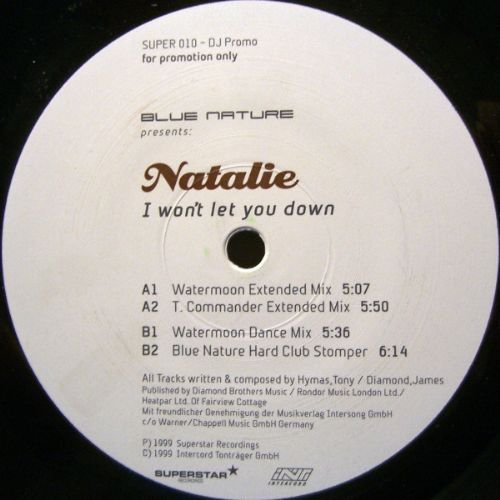 SUPER 010 - DJ Promo
for promotion only
BLUE NATURE
presents:
Natalie
I won't let you down
A1 Watermoon Extended Mix 5:07
A2 T. Commander Extended Mix 5:50
B1 Watermoon Dance Mix 5:36
B2 Blue Nature Hard Club Stomper 6:14
All Tracks written & composed by Hymas,Tony / Diamond,James
Published by Diamond Brothers Music / Rondor Music London Ltd./
Heatpar Ltd. Of Fairview Cottage
Mit freundlicher Genehmigung der Musikverlag Intersong GmbH
c/o Warner/Chappell Music GmbH Germany
P) 1999 Superstar Recordings
C) 1999 Intercord Tonträger GmbH
SUPERSTAR
RECORDINGS
INT
INTERCORD